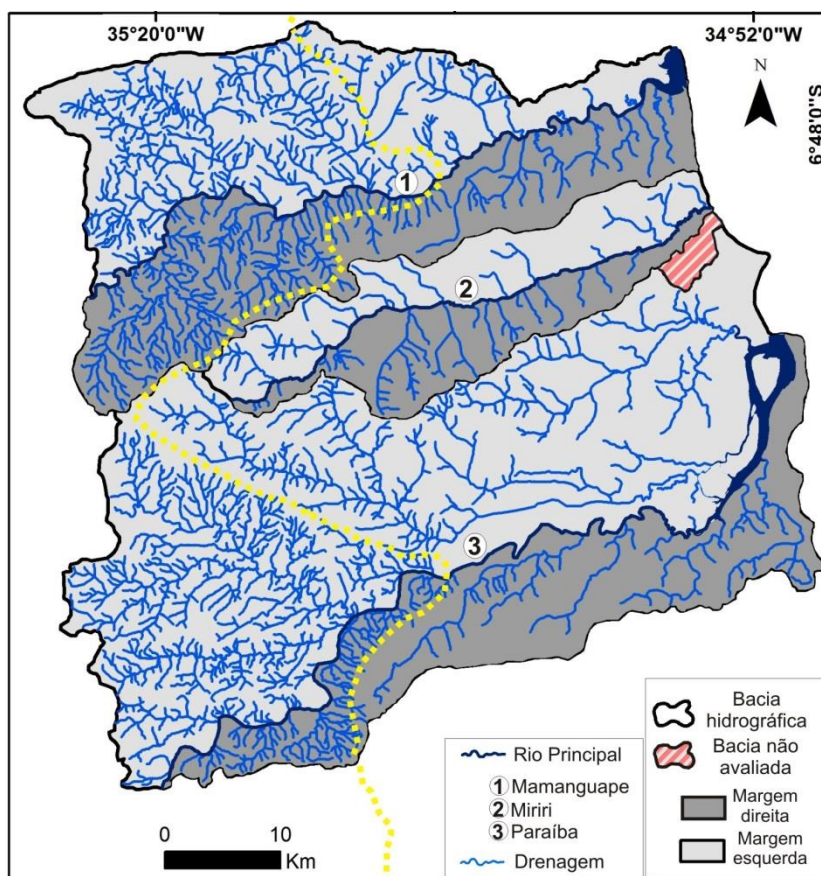 35°20'0"W
34°52'0"W
N
6°48'0"S
1
2
3
0 10
Km
Rio Principal
1 Mamanguape
2 Miriri
3 Paraíba
Drenagem
Bacia
hidrográfica
Bacia não
avaliada
Margem
direita
Margem
esquerda